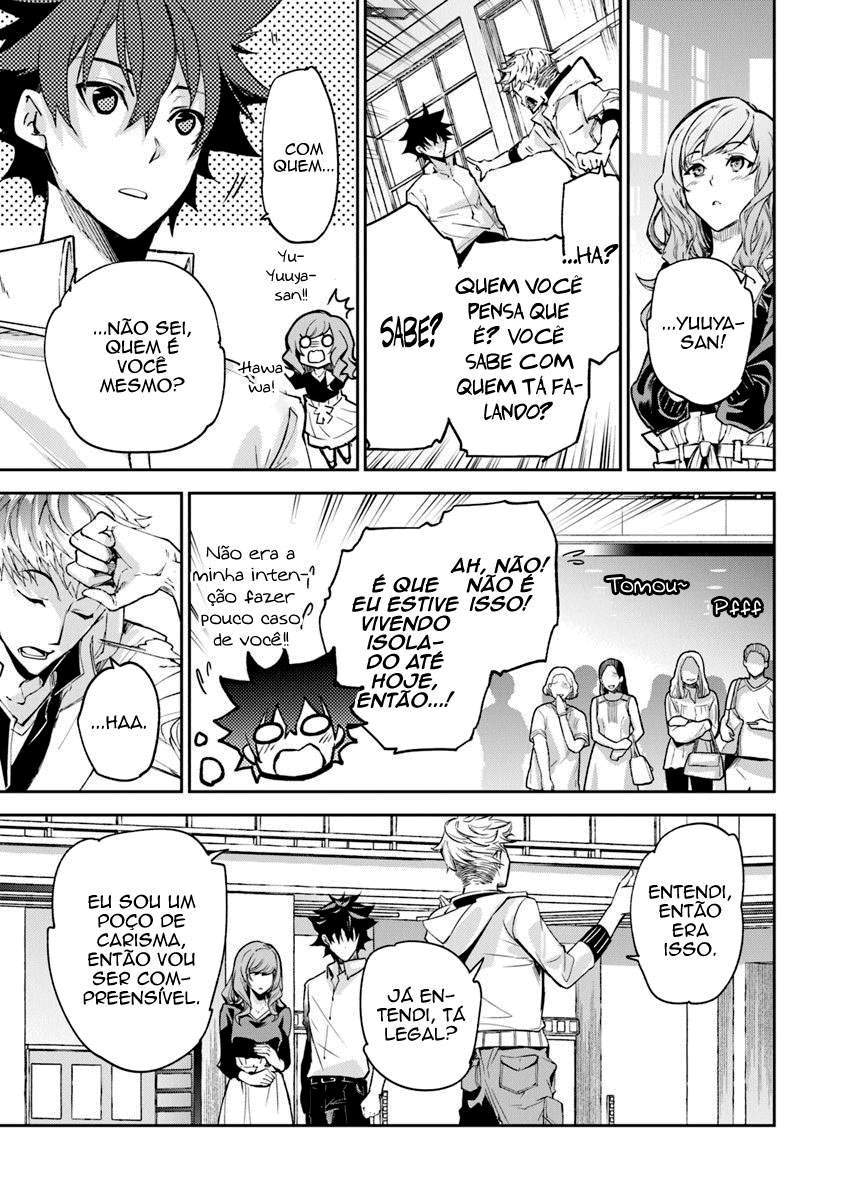 ...YUUYA-
SAN!
...HA?
QUEM VOCÊ
PENSA QUE
É? VOCÊ
SABE COM
QUEM TÁ FA-
LANDO?
SABE?
COM
QUEM...
Yu-
Yuuya-
san!!
Hawa
wa!
...NÃO SEI,
QUEM É
VOCÊ
MESMO?
Tomou~
Pfff
AH, NÃO!
NÃO É
ISSO!
É QUE
EU ESTIVE
VIVENDO
ISOLA-
DO ATÉ
HOJE,
ENTÃO...!
Não era a
minha inten-
ção fazer
pouco caso
de você!!
...HAA.
ENTENDI,
ENTÃO
ERA
ISSO.
JÁ EN-
TENDI, TÁ
LEGAL?
EU SOU UM
POÇO DE
CARISMA,
ENTÃO VOU
SER COM-
PREENSÍVEL.